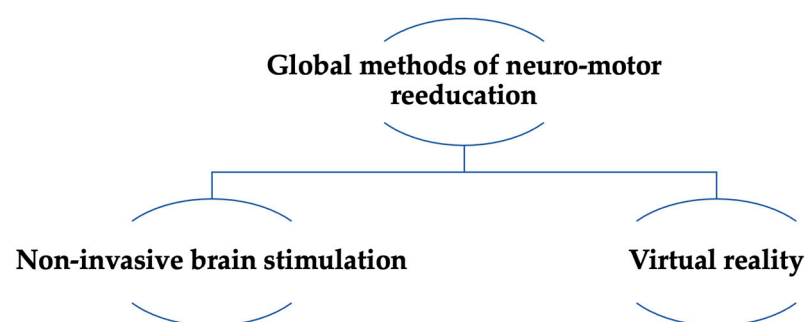 Global methods of neuro-motor
reeducation
Non-invasive brain stimulation
Virtual reality